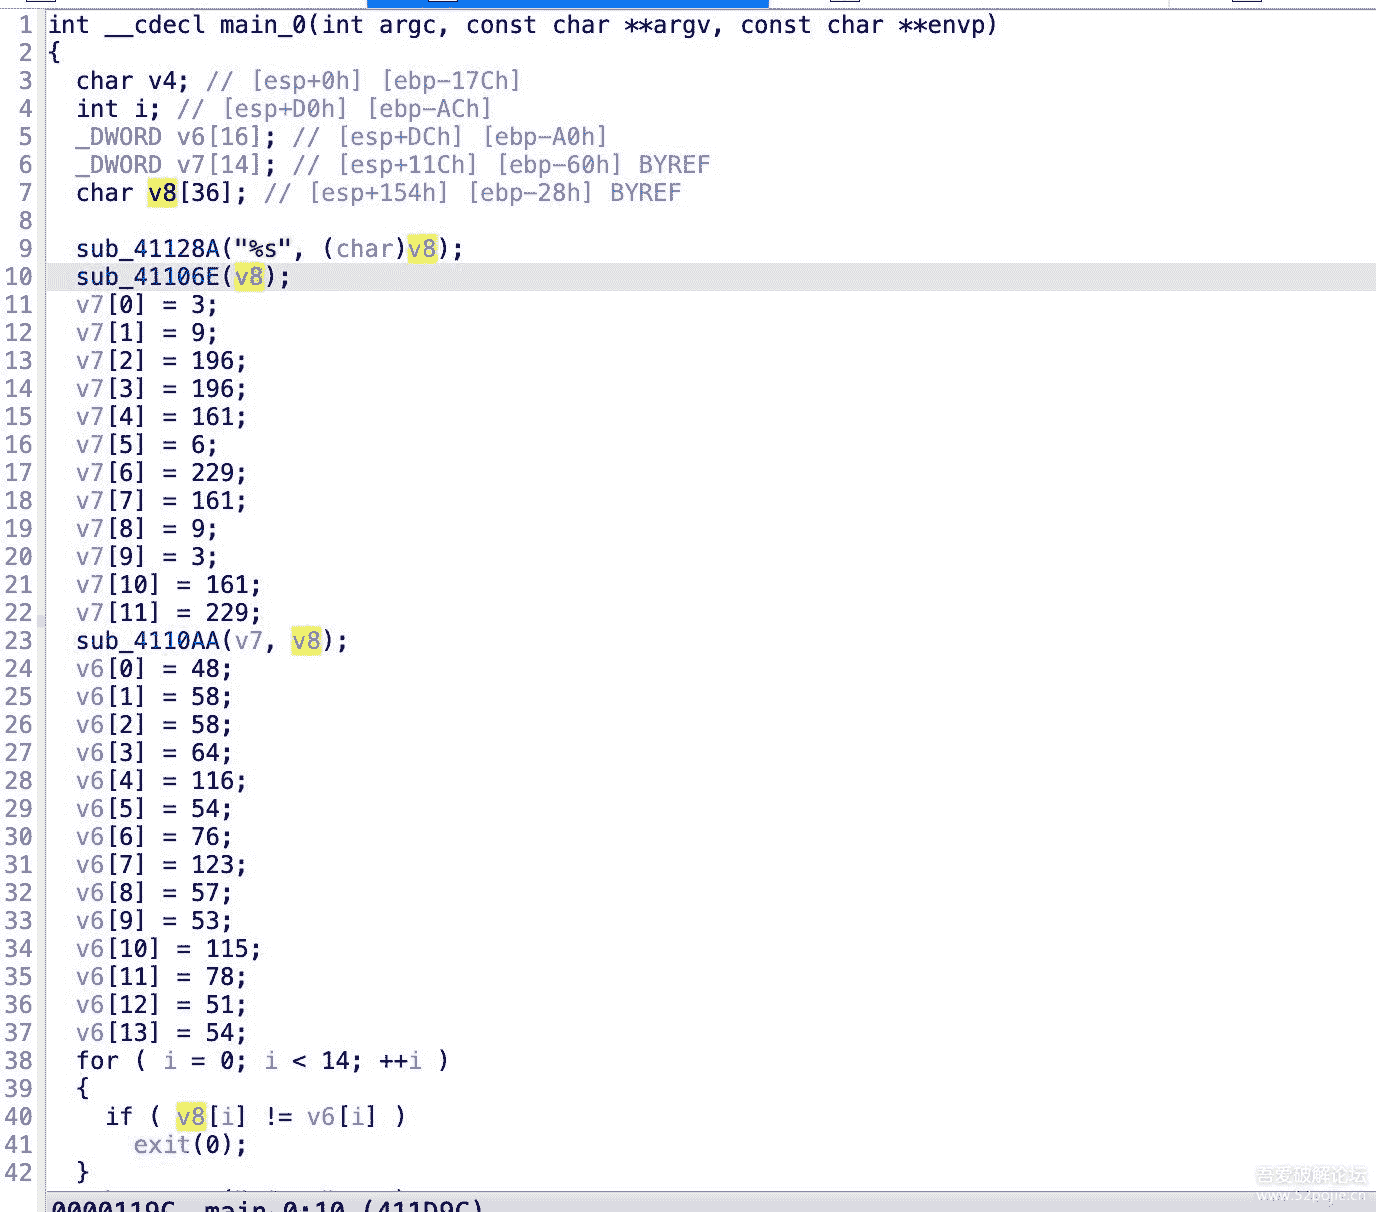 1 int __cdecl main_0(int argc, const char **argv, const char **envp)
2 {
3 char v4; // [esp+0h] [ebp-17Ch]
4 int i; // [esp+D0h] [ebp-ACh]
5 _DWORD v6[16]; // [esp+DCh] [ebp-A0h]
6 _DWORD v7[14]; // [esp+11Ch] [ebp-60h] BYREF
7 char v8[36]; // [esp+154h] [ebp-28h] BYREF
8
9 sub_41128A("%s", (char)v8);
10 sub_41106E(v8);
11 v7[0] = 3;
12 v7[1] = 9;
13 v7[2] = 196;
14 v7[3] = 196;
15 v7[4] = 161;
16 v7[5] = 6;
17 v7[6] = 229;
18 v7[7] = 161;
19 v7[8] = 9;
20 v7[9] = 3;
21 v7[10] = 161;
22 v7[11] = 229;
23 sub_4110AA(v7, v8);
24 v6[0] = 48;
25 v6[1] = 58;
26 v6[2] = 58;
27 v6[3] = 64;
28 v6[4] = 116;
29 v6[5] = 54;
30 v6[6] = 76;
31 v6[7] = 123;
32 v6[8] = 57;
33 v6[9] = 53;
34 v6[10] = 115;
35 v6[11] = 78;
36 v6[12] = 51;
37 v6[13] = 54;
38 for ( i = 0; i < 14; ++i )
39 {
40 if ( v8[i] != v6[i] )
41 exit(0);
42 }
0000119C main_0:10 (411D9C)
吾爱破解论坛
www.52pojie.cn